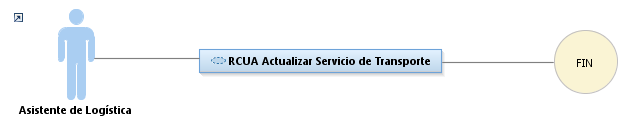 RCUA Actualizar Servicio de Transporte
FIN
Asistente de Logística